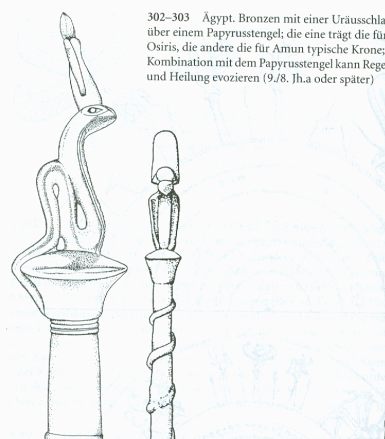 302–303 Ägypt. Bronzen mit einer Uräusschla
über einem Papyrusstengel; die eine trägt die für
Osiris, die andere die für Amun typische Krone;
Kombination mit dem Papyrusstengel kann Rege
und Heilung evozieren (9./8. Jh.a oder später)